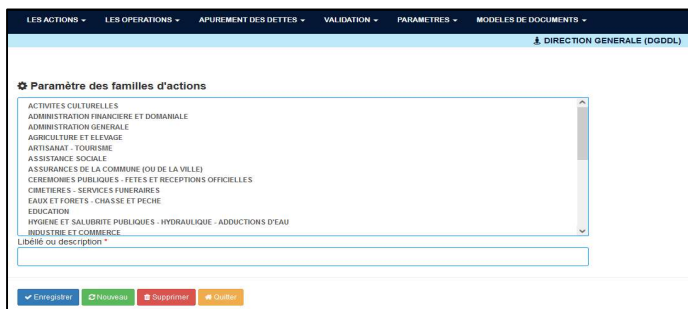 LES ACTIONS LES OPERATIONS APUREMENT DES DETTES VALIDATION PARAMETRES MODELES DE DOCUMENTS
DIRECTION GENERALE (DGDDL)
Paramètre des familles d'actions
ACTIVITES CULTURELLES
ADMINISTRATION FINANCIERE ET DOMANIALE
ADMINISTRATION GENERALE
AGRICULTURE ET ELEVAGE
ARTISANAT - TOURISME
ASSISTANCE SOCIALE
ASSURANCES DE LA COMMUNE (OU DE LA VILLE)
CEREMONIES PUBLIQUES - FETES ET RECEPTIONS OFFICIELLES
CIMETIERES - SERVICES FUNERAIRES
EAUX ET FORETS - CHASSE ET PECHE
EDUCATION
HYGIENE ET SALUBRITE PUBLIQUES - HYDRAULIQUE - ADDUCTIONS D'EAU
INDUSTRIE ET COMMERCE
Libéllé ou description *
Enregistrer Nouveau Supprimer Quitter